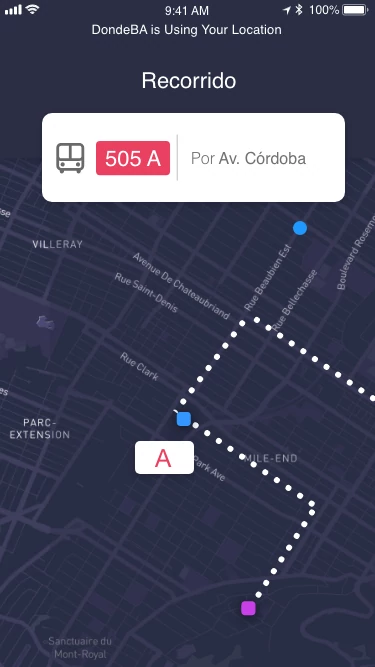 9:41 AM 100%
DondeBA is Using Your Location
Recorrido
505 A Por Av. Córdoba
VILLERAY
Avenue De Chateaubriand
Rue Saint-Denis
Rue Beaubien Est
Rue Bellechasse
Boulevard
Rue Clark
PARC-
EXTENSION
A
Park Ave
MILE-END
Sanctuaire du
Mont-Royal